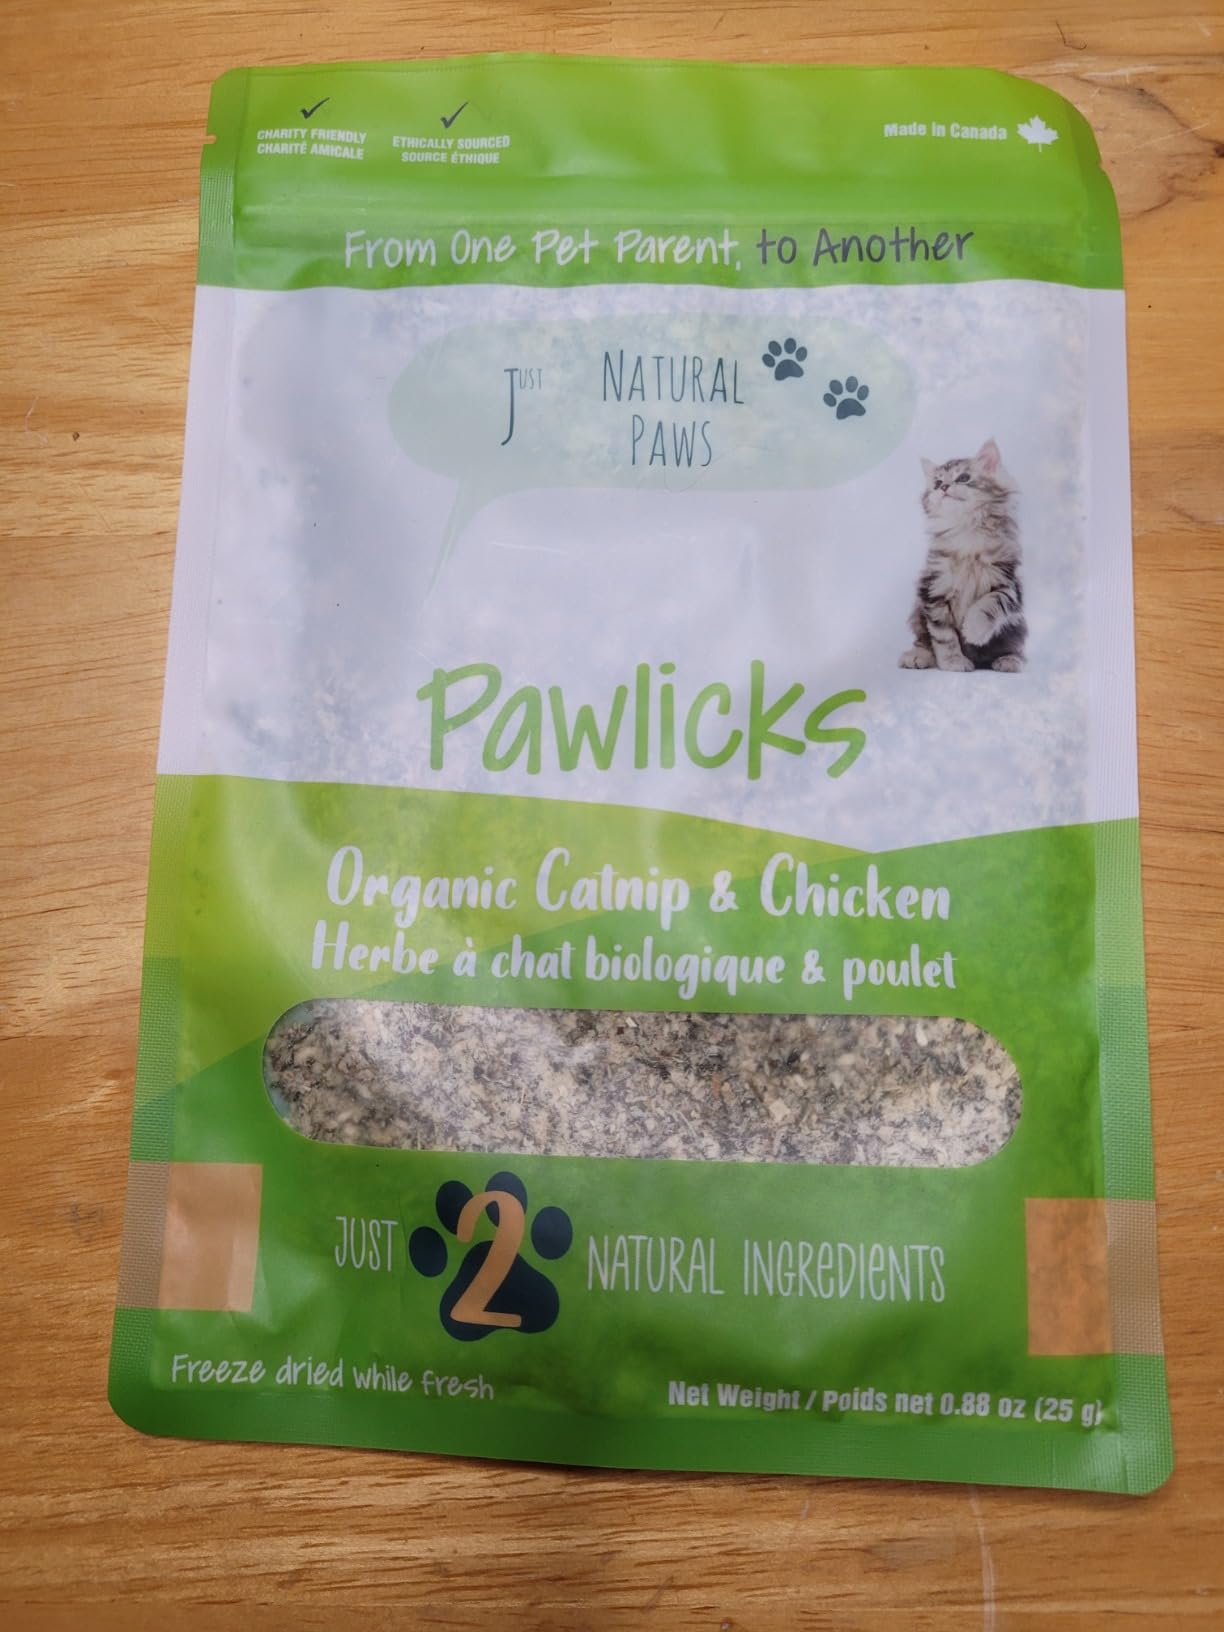 CHARITY FRIENDLY
CHARITÉ AMICALE
ETHICALLY SOURCED
SOURCE ÉTHIQUE
Made in Canada
From One Pet Parent, to Another
JUST NATURAL
PAWS
Pawlicks
Organic Catnip & Chicken
Herbe à chat biologique & poulet
JUST 2 NATURAL INGREDIENTS
Freeze dried while fresh
Net Weight / Poids net 0.88 oz (25 g)